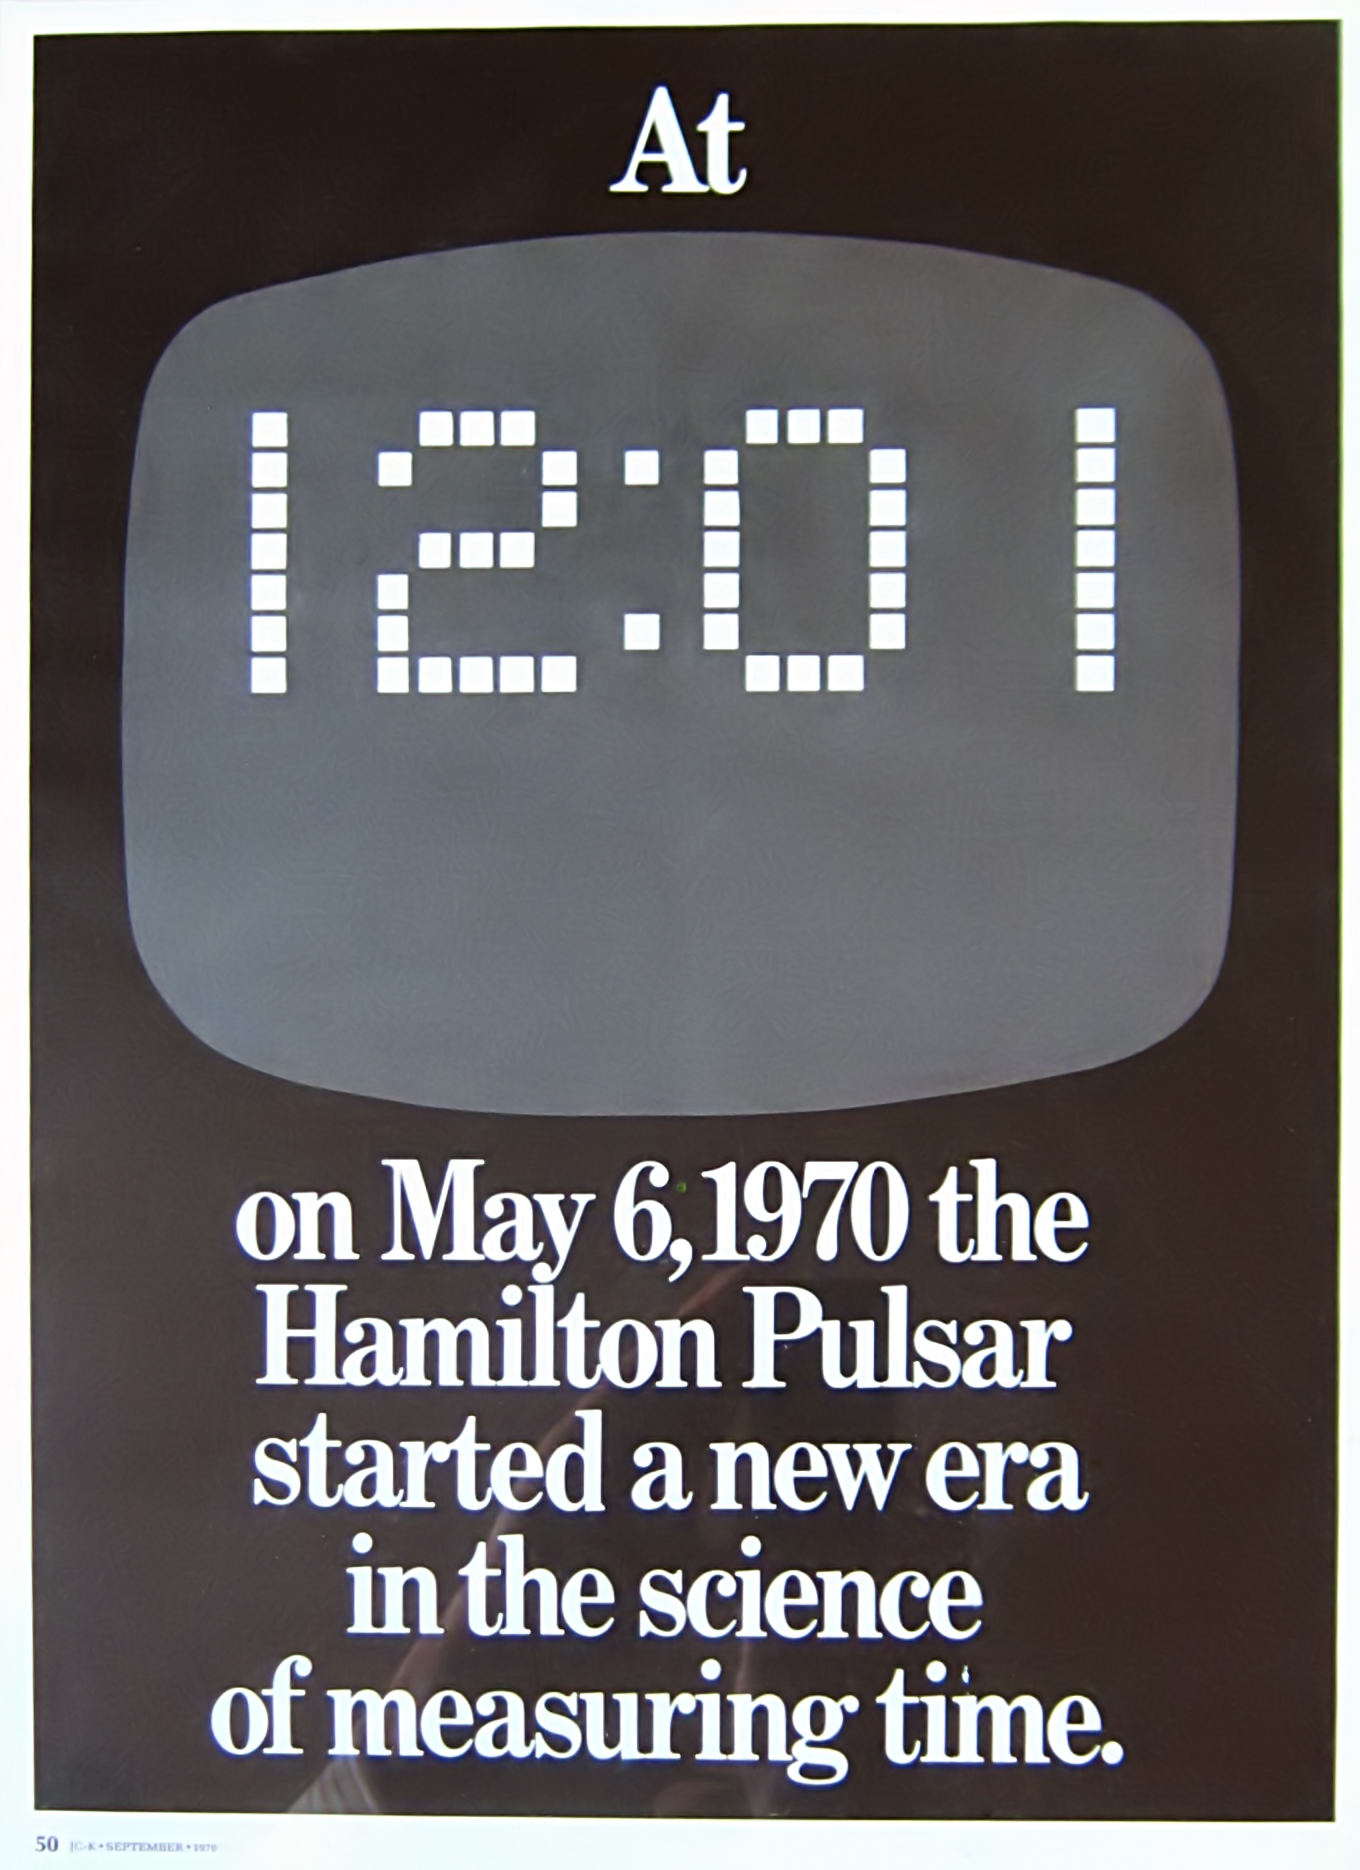 At
12:01
on May 6, 1970 the
Hamilton Pulsar
started a new era
in the science
of measuring time.
50 JC-K • SEPTEMBER • 1970